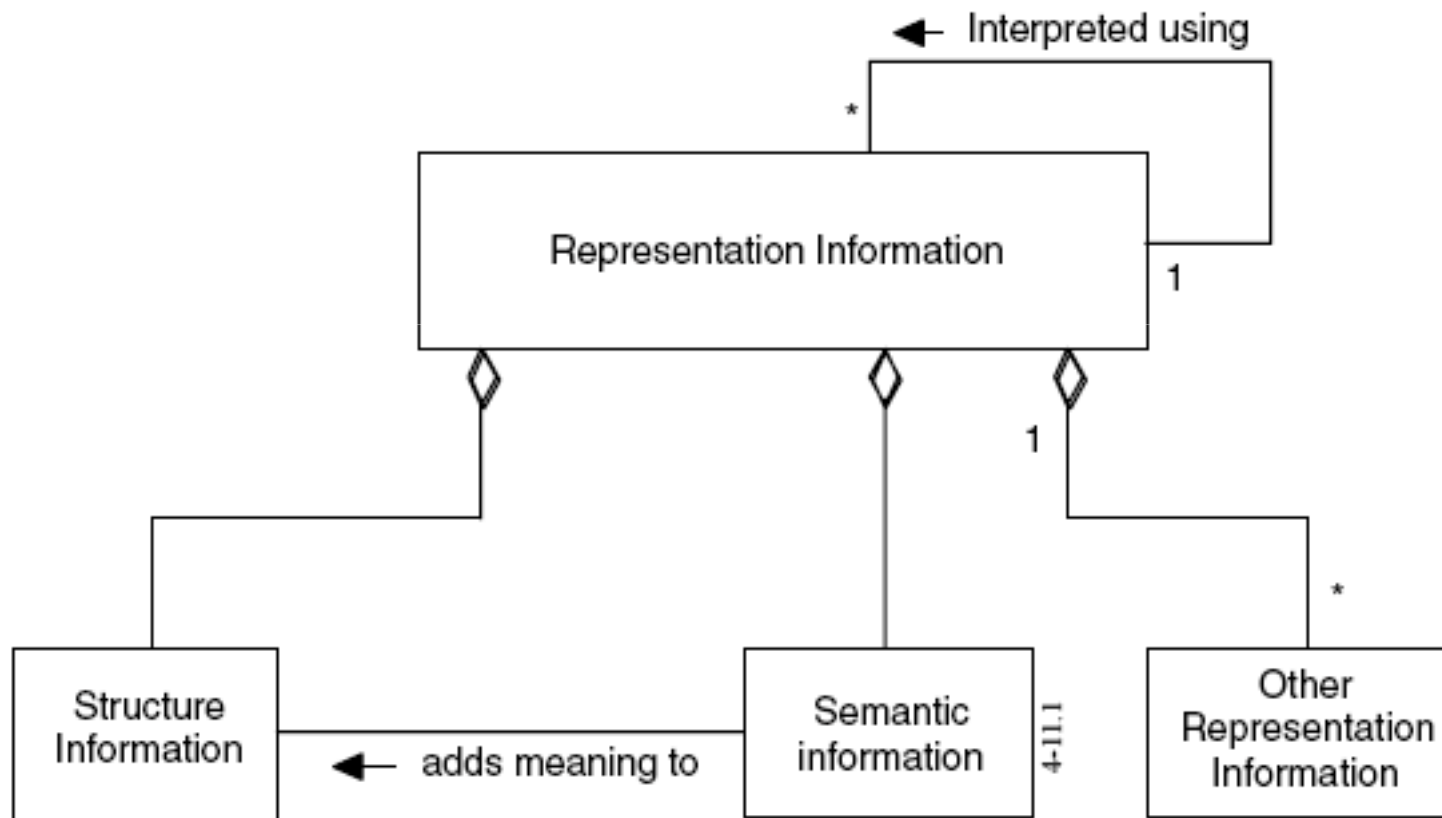 Interpreted using
*
Representation Information
1
1
*
Structure
Information
adds meaning to
Semantic
information
4-11.1
Other
Representation
Information